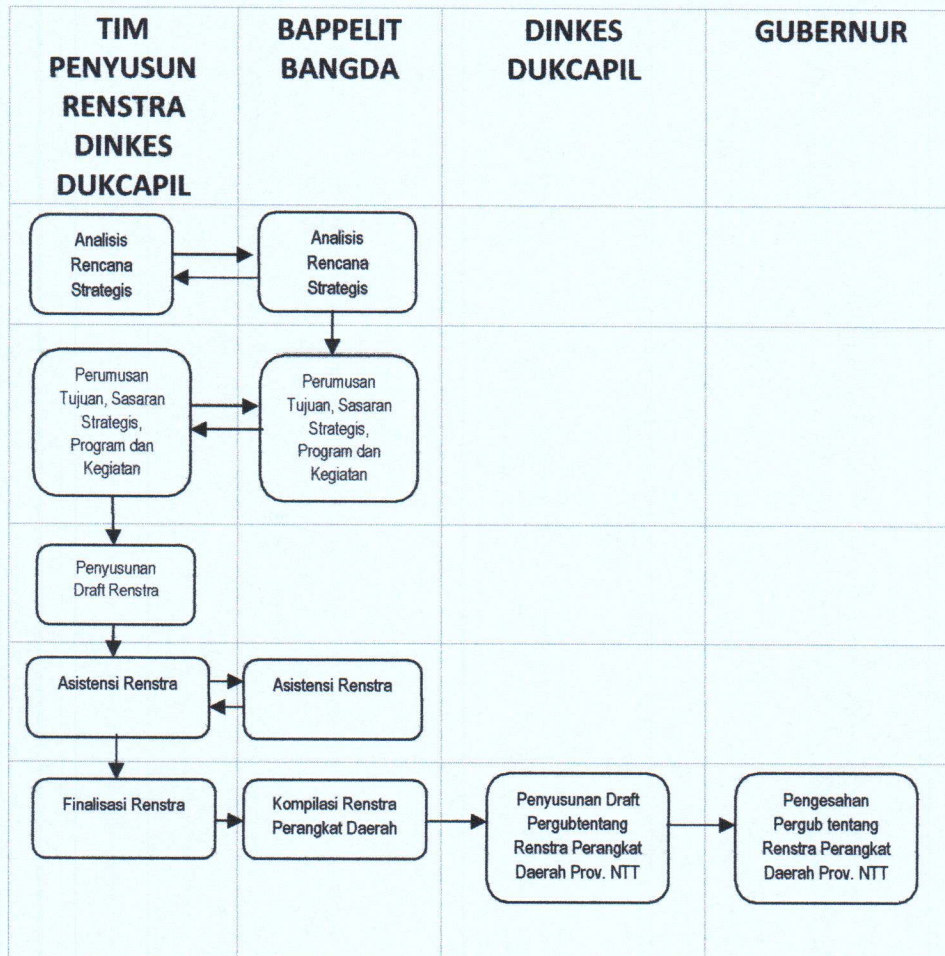 TIM
PENYUSUN
RENSTRA
DINKES
DUKCAPIL
BAPPELIT
BANGDA
DINKES
DUKCAPIL
GUBERNUR
Analisis
Rencana
Strategis
Analisis
Rencana
Strategis
Perumusan
Tujuan, Sasaran
Strategis,
Program dan
Kegiatan
Perumusan
Tujuan, Sasaran
Strategis,
Program dan
Kegiatan
Penyusunan
Draft Renstra
Asistensi Renstra
Asistensi Renstra
Finalisasi Renstra
Kompilasi Renstra
Perangkat Daerah
Penyusunan Draft
Pergubtentang
Renstra Perangkat
Daerah Prov. NTT
Pengesahan
Pergub tentang
Renstra Perangkat
Daerah Prov. NTT